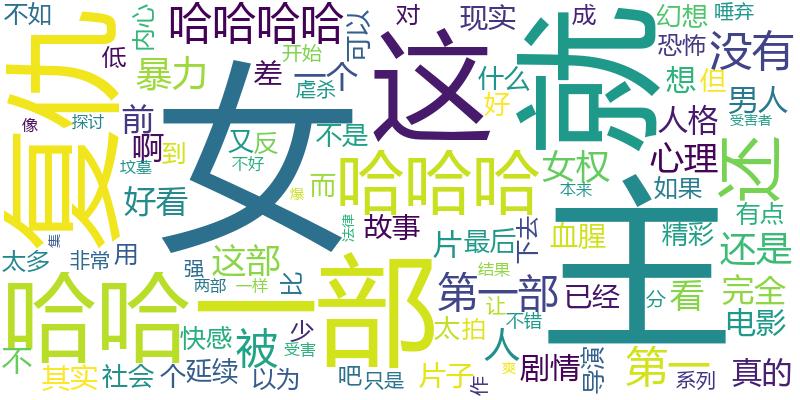 不如
内心
哈哈哈哈
可以
对
现实
成
幻想
唾弃
低
暴力
差
开始
一个
虐杀
这
什么
就
恐怖
没有
复仇
像
探讨
前
啊
到
女
又
反
不是
好
想
但
男人
人格
受害者
坟墓
不好
而
哈哈哈
女权
心理
还
好看
爆
本来
如果
有点
集
法律
故事
片
最后
下去
血腥
精彩
还是
太多
非常
用
强
这部
两部
一样
比
结果
第一部
已经
主
分
看
完全
哈哈
一部
让
不错
电影
不
快感
被
少
受害
太
拍
人
剧情
导演
第一
真的
其实
社会
个
延续
以为
吧
只是
片子
作
爽
系列